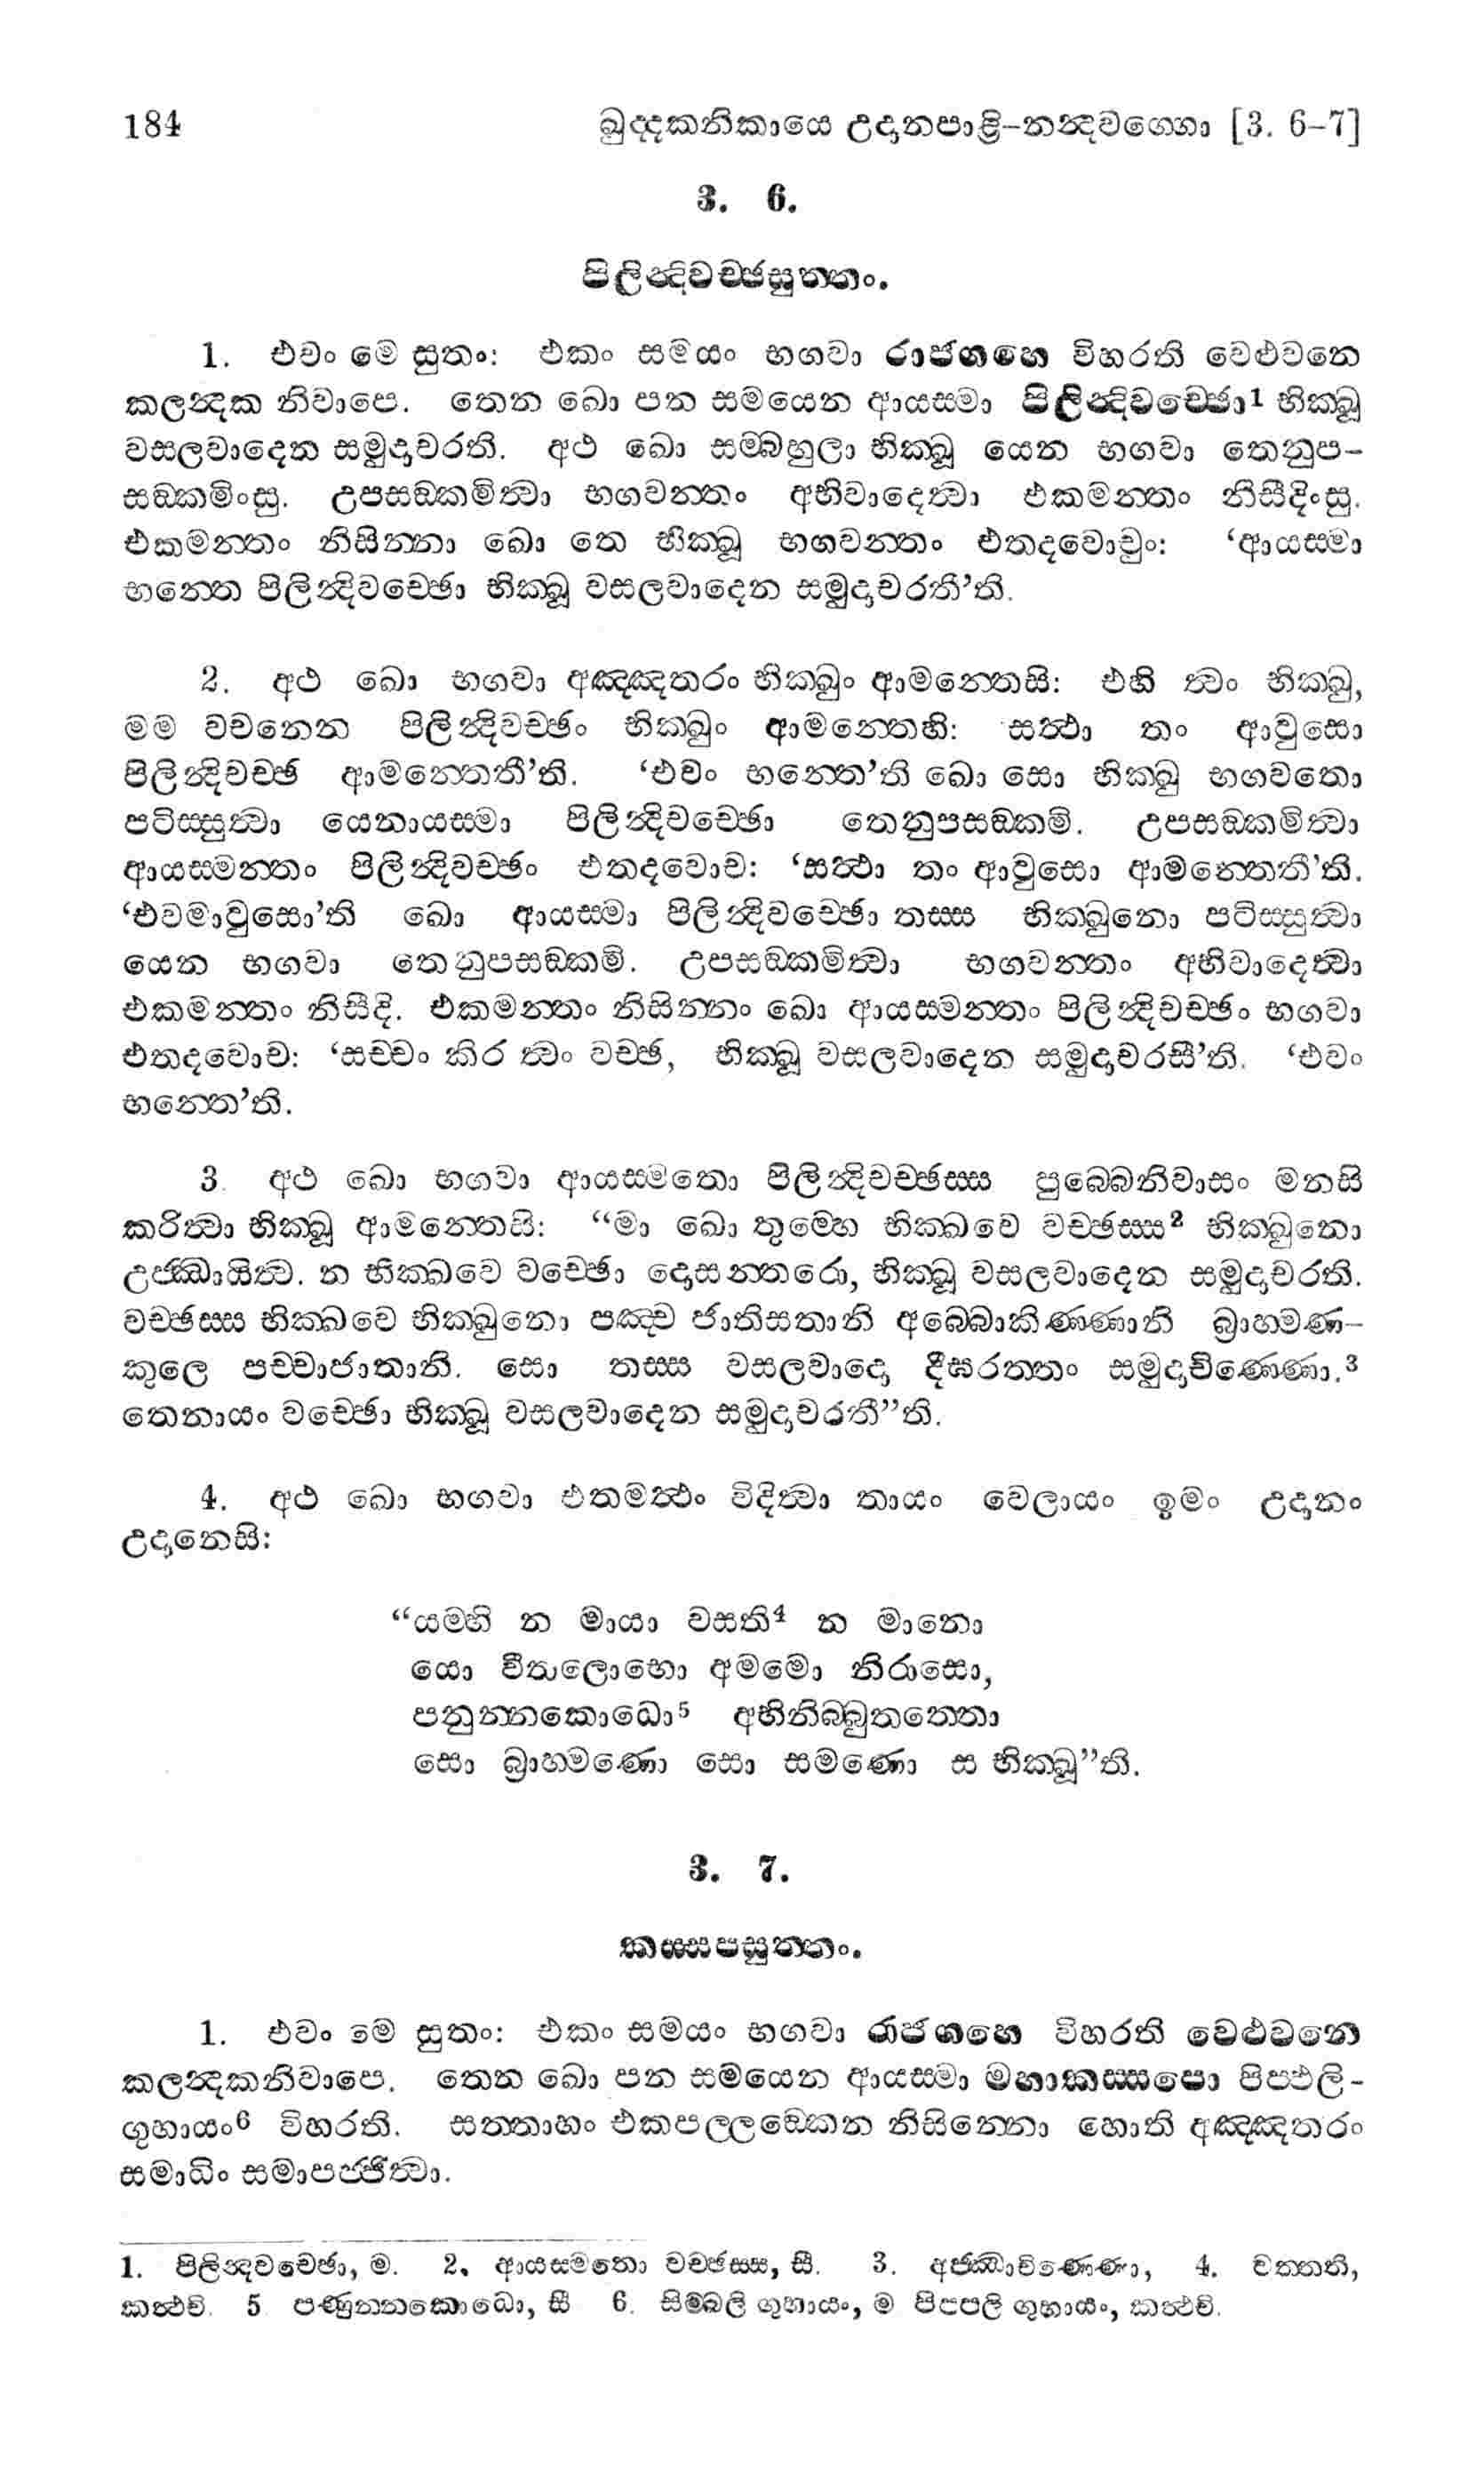 184 ඛුද්දකනිකායෙ උදානපාළි-නන්දවග්ගො [3. 6-7]
3. 6.
පිලින්දිවච්ඡසුත්තං.
1. එවං මෙ සුතං: එකං සමයං භගවා රාජගහෙ විහරති වෙළුවනෙ
කලන්දක නිවාපෙ. තෙන ඛො පන සමයෙන ආයස්මා පිලින්දිවච්ඡො1 භික්ඛූ
වසලවාදෙන සමුදාචරති. අථ ඛො සම්බහුලා භික්ඛූ යෙන භගවා තෙනුප-
සඞ්කමිංසු. උපසඞ්කමිත්වා භගවන්තං අභිවාදෙත්වා එකමන්තං නිසීදිංසු.
එකමන්තං නිසින්නා ඛො තෙ භික්ඛූ භගවන්තං එතදවොචුං: ‘ආයස්මා
භන්තෙ පිලින්දිවච්ඡො භික්ඛූ වසලවාදෙන සමුදාචරතී’ති.
2. අථ ඛො භගවා අඤ්ඤතරං භික්ඛුං ආමන්තෙසි: එහි ත්වං භික්ඛු,
මම වචනෙන පිලින්දිවච්ඡං භික්ඛුං ආමන්තෙහි: සත්ථා තං ආවුසො
පිලින්දිවච්ඡ ආමන්තෙතී’ති. ‘එවං භන්තෙ’ති ඛො සො භික්ඛු භගවතො
පටිස්සුත්වා යෙනායස්මා පිලින්දිවච්ඡො තෙනුපසඞ්කමි. උපසඞ්කමිත්වා
ආයස්මන්තං පිලින්දිවච්ඡං එතදවොච: ‘සත්ථා තං ආවුසො ආමන්තෙතී’ති.
‘එවමාවුසො’ති ඛො ආයස්මා පිලින්දිවච්ඡො තස්ස භික්ඛුනො පටිස්සුත්වා
යෙන භගවා තෙනුපසඞ්කමි. උපසඞ්කමිත්වා භගවන්තං අභිවාදෙත්වා
එකමන්තං නිසීදි. එකමන්තං නිසින්නං ඛො ආයස්මන්තං පිලින්දිවච්ඡං භගවා
එතදවොච: ‘සච්චං කිර ත්වං වච්ඡ, භික්ඛූ වසලවාදෙන සමුදාචරසී’ති. ‘එවං
භන්තෙ’ති.
3. අථ ඛො භගවා ආයස්මතො පිලින්දිවච්ඡස්ස පුබ්බෙනිවාසං මනසි
කරිත්වා භික්ඛූ ආමන්තෙසි: “මා ඛො තුම්හෙ භික්ඛවෙ වච්ඡස්ස2 භික්ඛුනො
උජ්ඣායිත්ථ. න භික්ඛවෙ වච්ඡො දොසන්තරො, භික්ඛූ වසලවාදෙන සමුදාචරති.
වච්ඡස්ස භික්ඛවෙ භික්ඛුනො පඤ්ච ජාතිසතානි අබ්බොකිණ්ණානි බ්‍රාහ්මණ-
කුලෙ පච්චාජාතානි. සො තස්ස වසලවාදො දීඝරත්තං සමුදාචිණ්ණො.3
තෙනායං වච්ඡො භික්ඛූ වසලවාදෙන සමුදාචරතී”ති.
4. අථ ඛො භගවා එතමත්ථං විදිත්වා තායං වෙලායං ඉමං උදානං
උදානෙසි:
“යම්හි න මායා වසති4 න මානො
යො වීතලොභො අමමො නිරාසො,
පනුන්නකොධො5 අභිනිබ්බුතත්තො
සො බ්‍රාහ්මණො සො සමණො ස භික්ඛූ”ති.
3. 7.
කස්සපසුත්තං.
1. එවං මෙ සුතං: එකං සමයං භගවා රාජගහෙ විහරති වෙළුවනෙ
කලන්දකනිවාපෙ. තෙන ඛො පන සමයෙන ආයස්මා මහාකස්සපො පිප්ඵලි-
ගුහායං6 විහරති. සත්තාහං එකපල්ලඞ්කෙන නිසින්නො හොති අඤ්ඤතරං
සමාධිං සමාපජ්ජිත්වා.
1. පිලින්දවච්ඡො, ම. 2. ආයස්මතො වච්ඡස්ස, සී. 3. අජ්ඣාචිණ්ණො, 4. වත්තති,
කත්ථචි. 5 පණුන්නකොධො, සී 6. සිම්බලි ගුහායං, ම පිප්පලි ගුහායං, කත්ථචි.